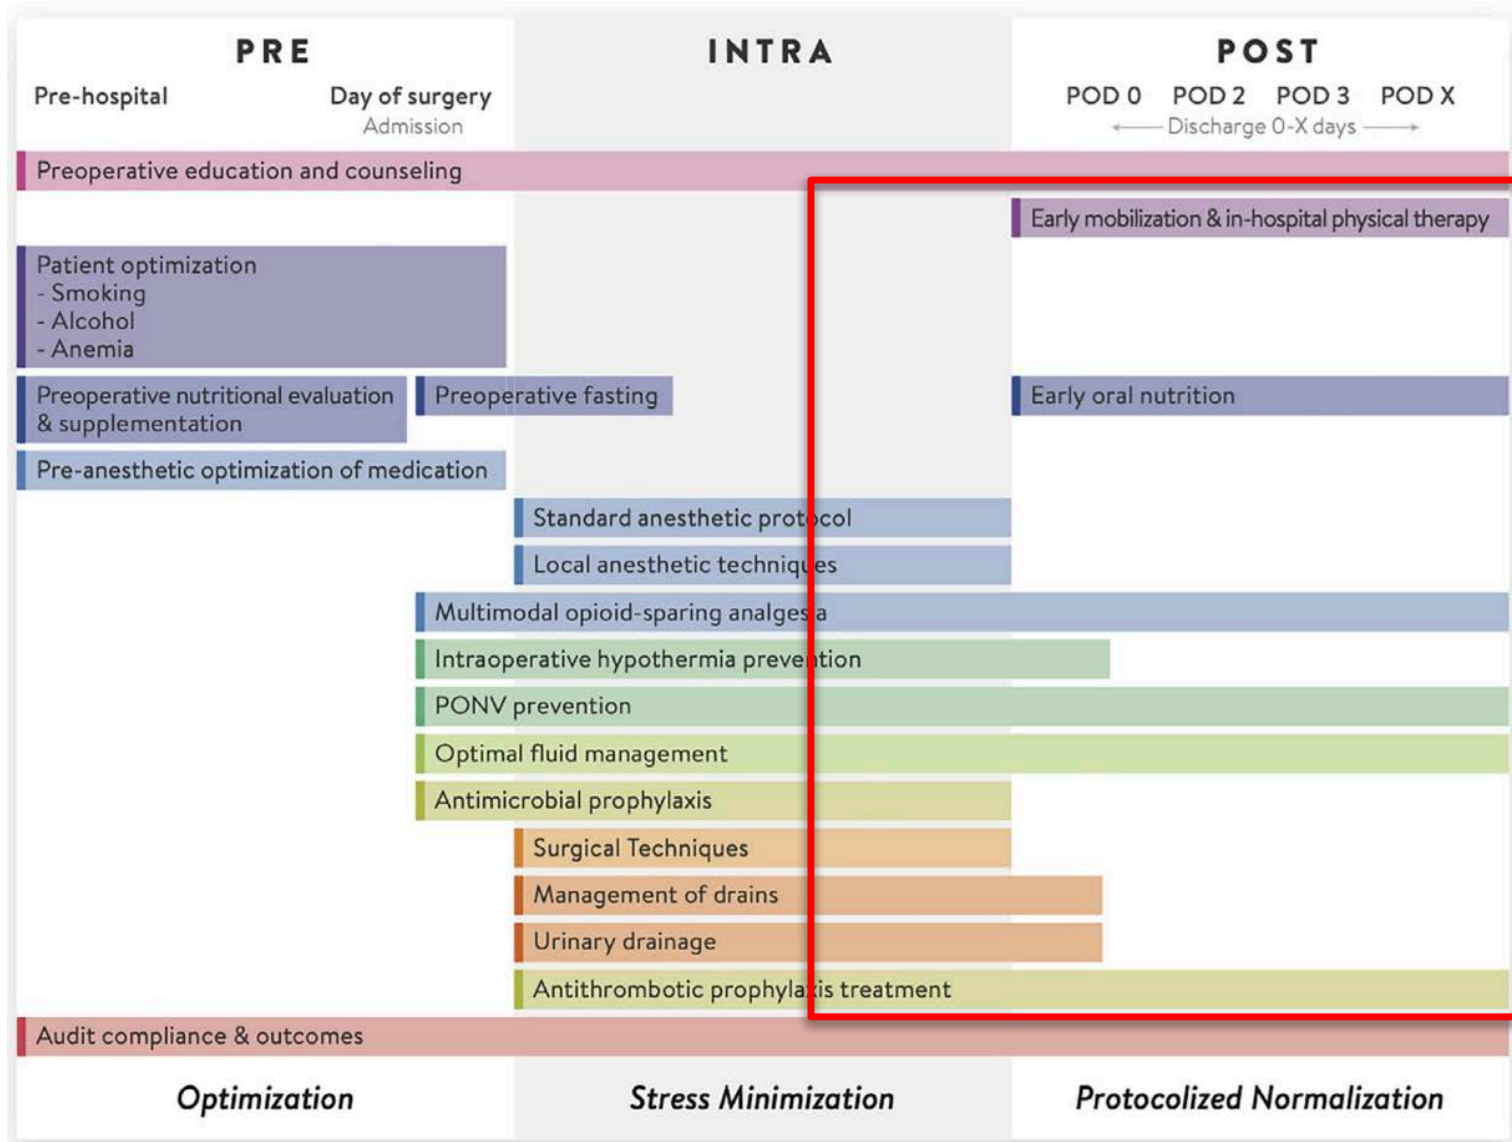 PRE
INTRA
POST
Pre-hospital
Day of surgery
Admission
POD 0 POD 2 POD 3 POD X
Discharge 0-X days
Preoperative education and counseling
Early mobilization & in-hospital physical therapy
Patient optimization
- Smoking
- Alcohol
- Anemia
Preoperative nutritional evaluation
& supplementation
Preoperative fasting
Early oral nutrition
Pre-anesthetic optimization of medication
Standard anesthetic protocol
Local anesthetic techniques
Multimodal opioid-sparing analgesia
Intraoperative hypothermia prevention
PONV prevention
Optimal fluid management
Antimicrobial prophylaxis
Surgical Techniques
Management of drains
Urinary drainage
Antithrombotic prophylaxis treatment
Audit compliance & outcomes
Optimization
Stress Minimization
Protocolized Normalization